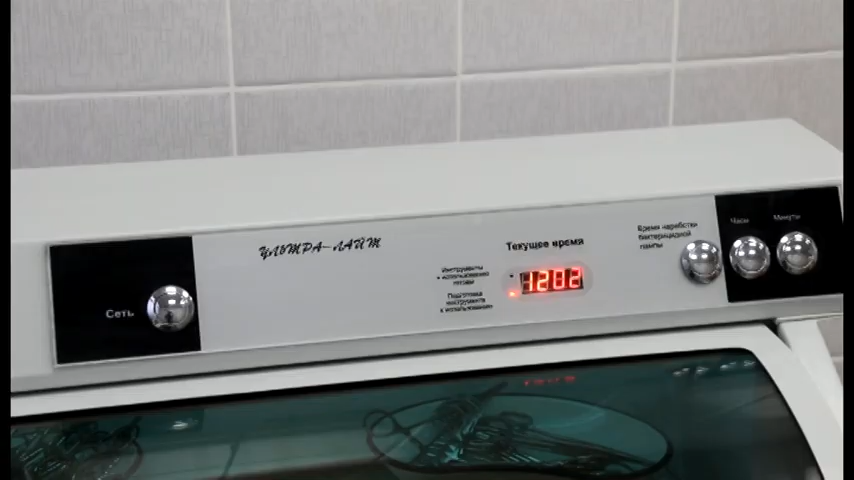 Сеть
УЛЬТРА-ЛАЙТ
Текущее время
Инструменты
к использованию
готовы
Подготовка
инструментов
к использованию
1202
Время наработки
бактерицидной
лампы
Часы
Минуты